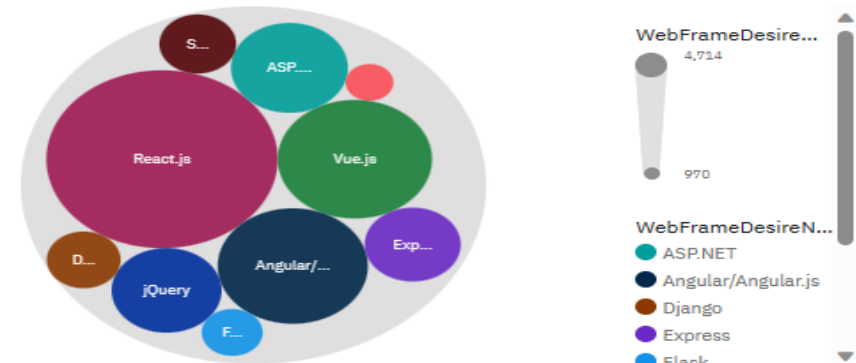 S...
ASP....
React.js
Vue.js
D...
jQuery
Angular/...
Exp...
F...
WebFrameDesire...
4,714
970
WebFrameDesireN...
ASP.NET
Angular/Angular.js
Django
Express
Flask